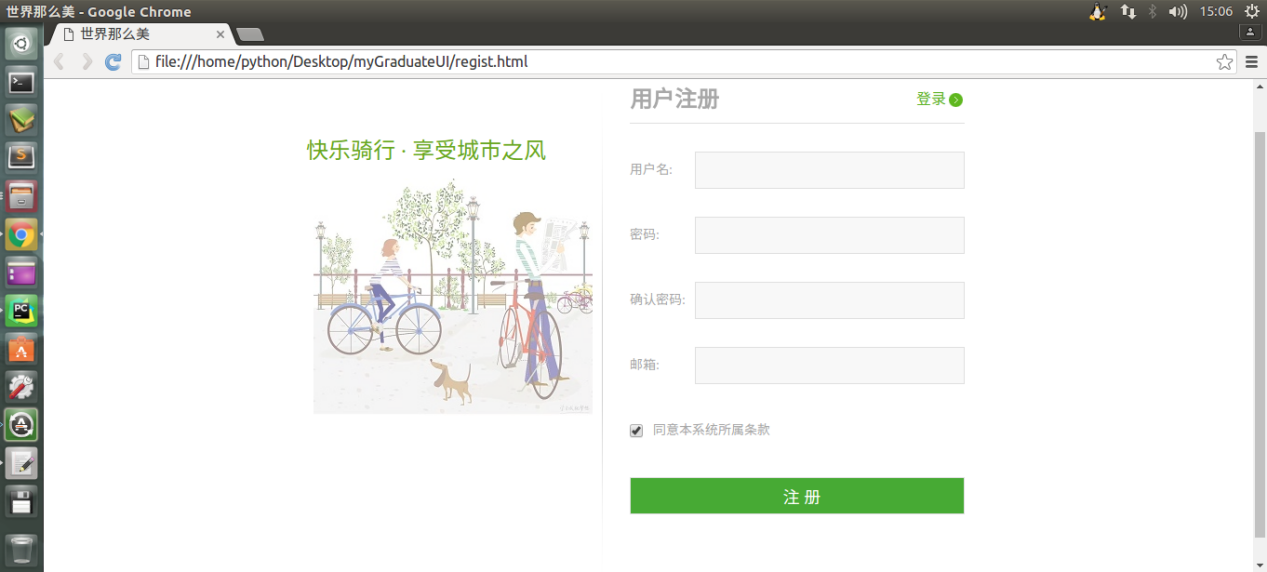 世界那么美 - Google Chrome
15:06
世界那么美
file:///home/python/Desktop/myGraduateUI/regist.html
用户注册
登录
快乐骑行 · 享受城市之风
用户名:
密码:
确认密码:
邮箱:
同意本系统所属条款
注 册
PC